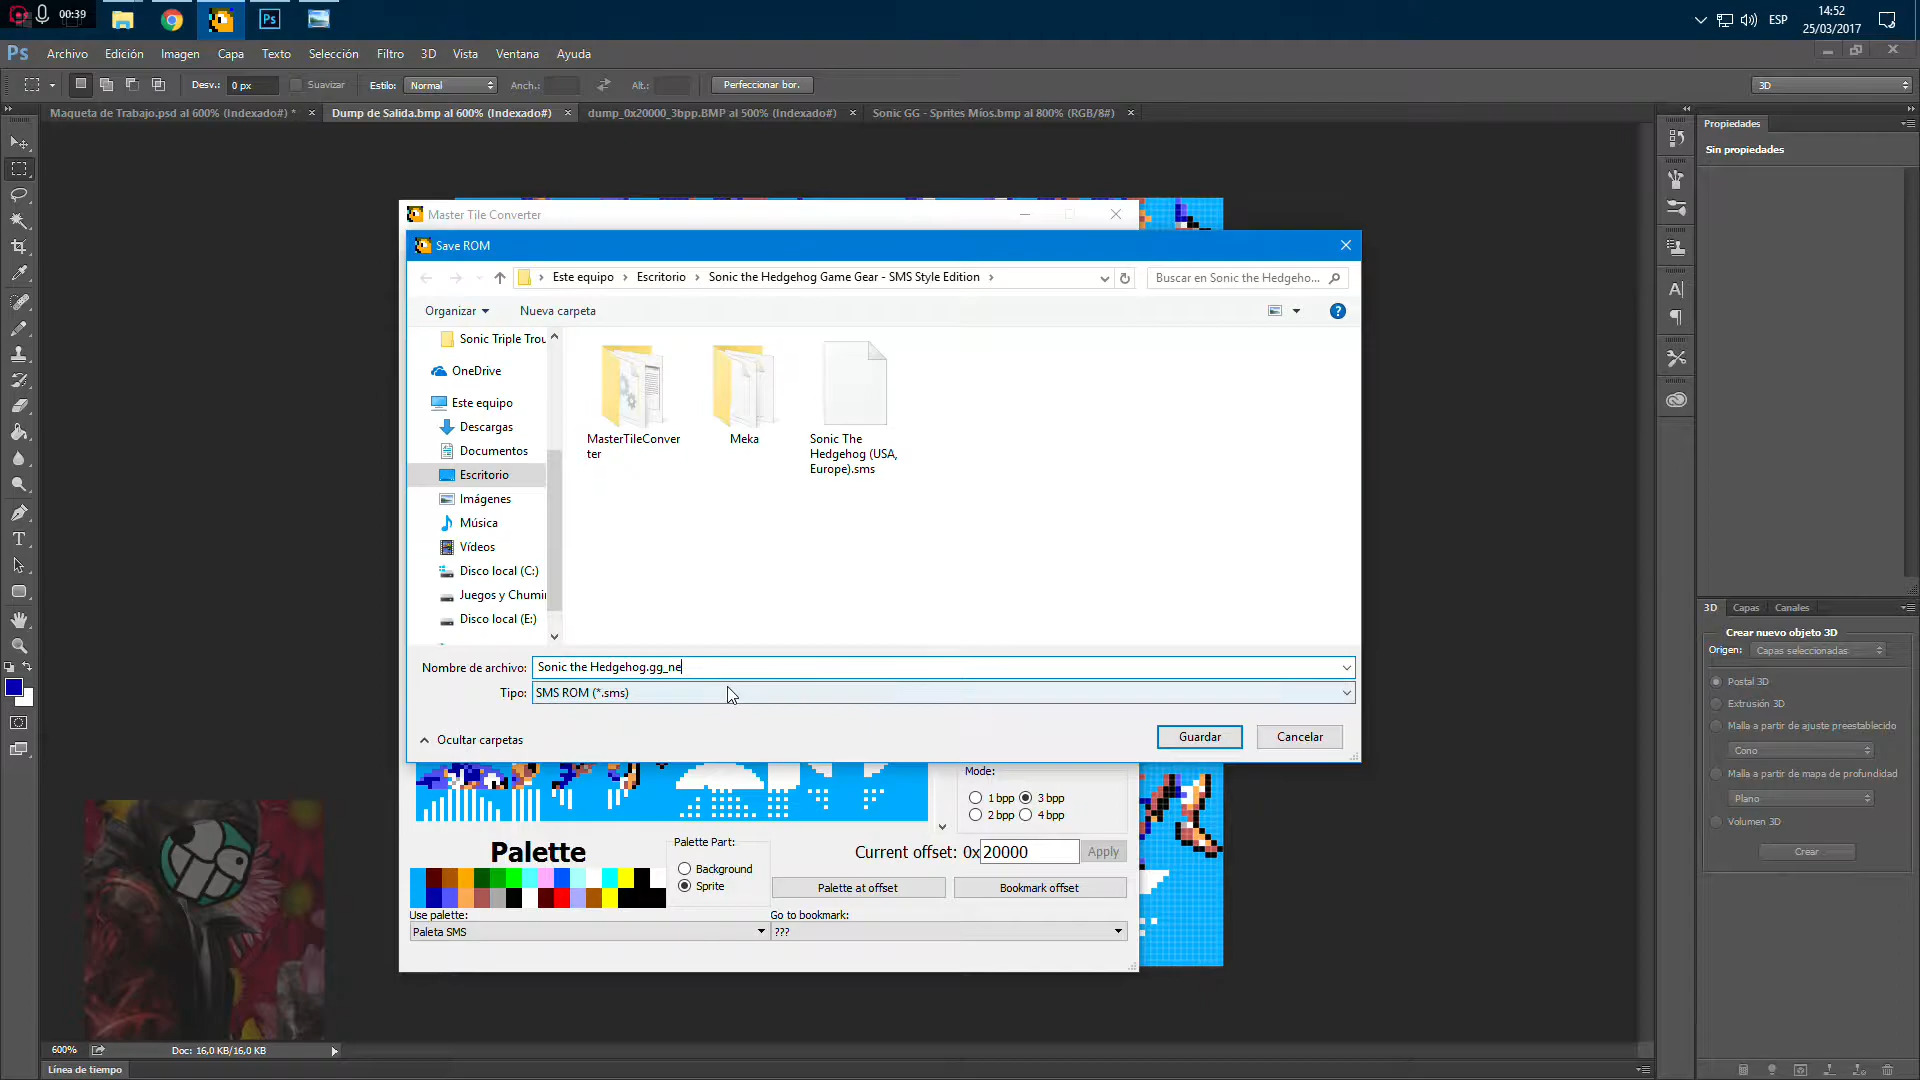 00:39
Ps
ESP
14:52
25/03/2017
Ps Archivo Edición Imagen Capa Texto Selección Filtro 3D Vista Ventana Ayuda
Desv.: 0 px Suavizar Estilo: Normal Anch.: Alt.: Perfeccionar bor. 3D
Maqueta de Trabajo.psd al 600% (Indexado#) * Dump de Salida.bmp al 600% (Indexado#) dump_0x20000_3bpp.BMP al 500% (Indexado#) Sonic GG - Sprites Míos.bmp al 800% (RGB/8#)
Propiedades
Sin propiedades
Master Tile Converter
Save ROM
Este equipo Escritorio Sonic the Hedgehog Game Gear - SMS Style Edition Buscar en Sonic the Hedgeho...
Organizar Nueva carpeta
Sonic Triple Trou
OneDrive
Este equipo
Descargas
Documentos
Escritorio
Imágenes
Música
Vídeos
Disco local (C:)
Juegos y Chumi
Disco local (E:)
MasterTileConver
ter
Meka
Sonic The
Hedgehog (USA,
Europe).sms
Nombre de archivo: Sonic the Hedgehog.gg_ne
Tipo: SMS ROM (*.sms)
Ocultar carpetas Guardar Cancelar
Mode:
1 bpp 3 bpp
2 bpp 4 bpp
Palette
Palette Part:
Background
Sprite
Current offset: 0x20000 Apply
Palette at offset Bookmark offset
Use palette: Go to bookmark:
Paleta SMS ???
3D Capas Canales
Crear nuevo objeto 3D
Origen: Capas seleccionadas
Postal 3D
Extrusión 3D
Malla a partir de ajuste preestablecido
Cono
Malla a partir de mapa de profundidad
Plano
Volumen 3D
Crear
600% Doc: 16,0 KB/16,0 KB
Línea de tiempo